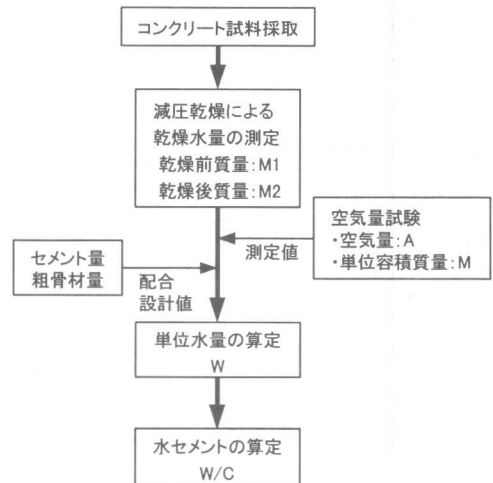 コンクリート試料採取
減圧乾燥による
乾燥水量の測定
乾燥前質量:M1
乾燥後質量:M2
空気量試験
・空気量:A
・単位容積質量:M
測定値
セメント量
粗骨材量
配合
設計値
単位水量の算定
W
水セメントの算定
W/C